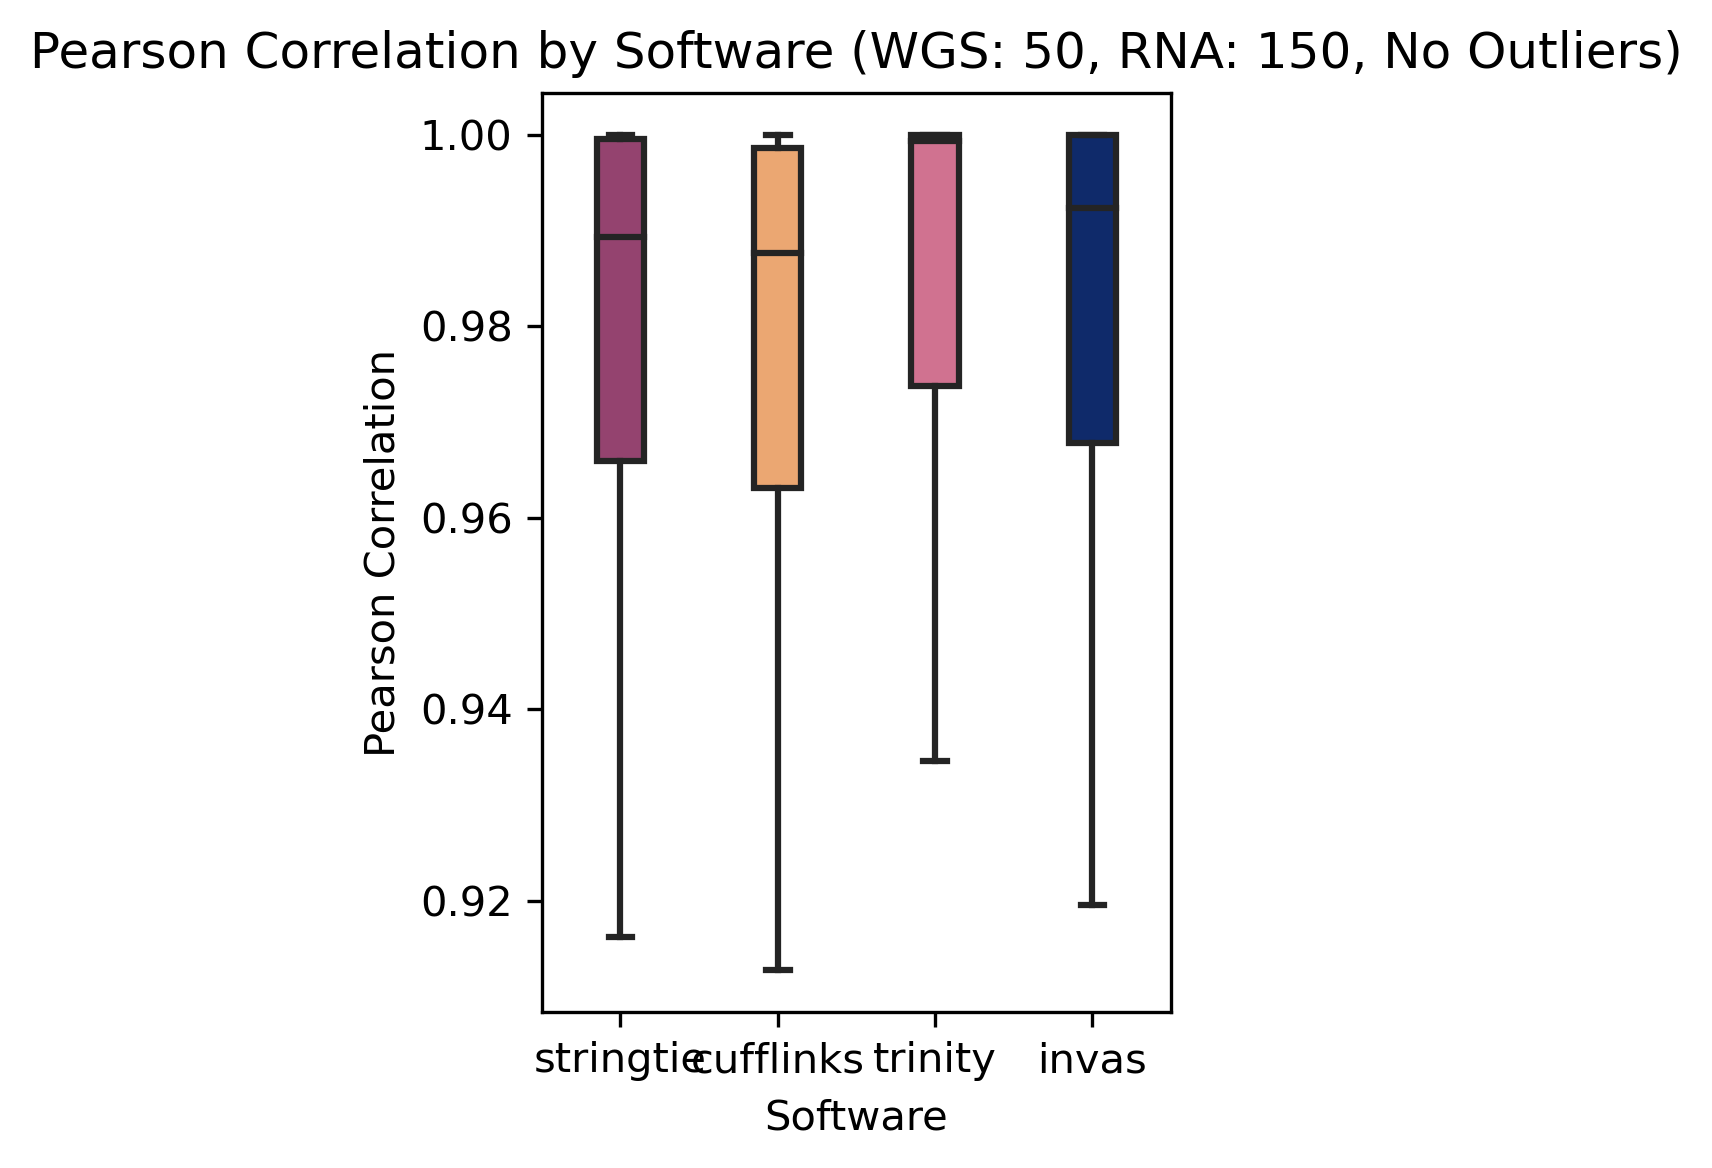 Pearson Correlation by Software (WGS: 50, RNA: 150, No Outliers)
1.00
0.98
0.96
0.94
0.92
Pearson Correlation
stringtie cufflinks trinity invas
Software